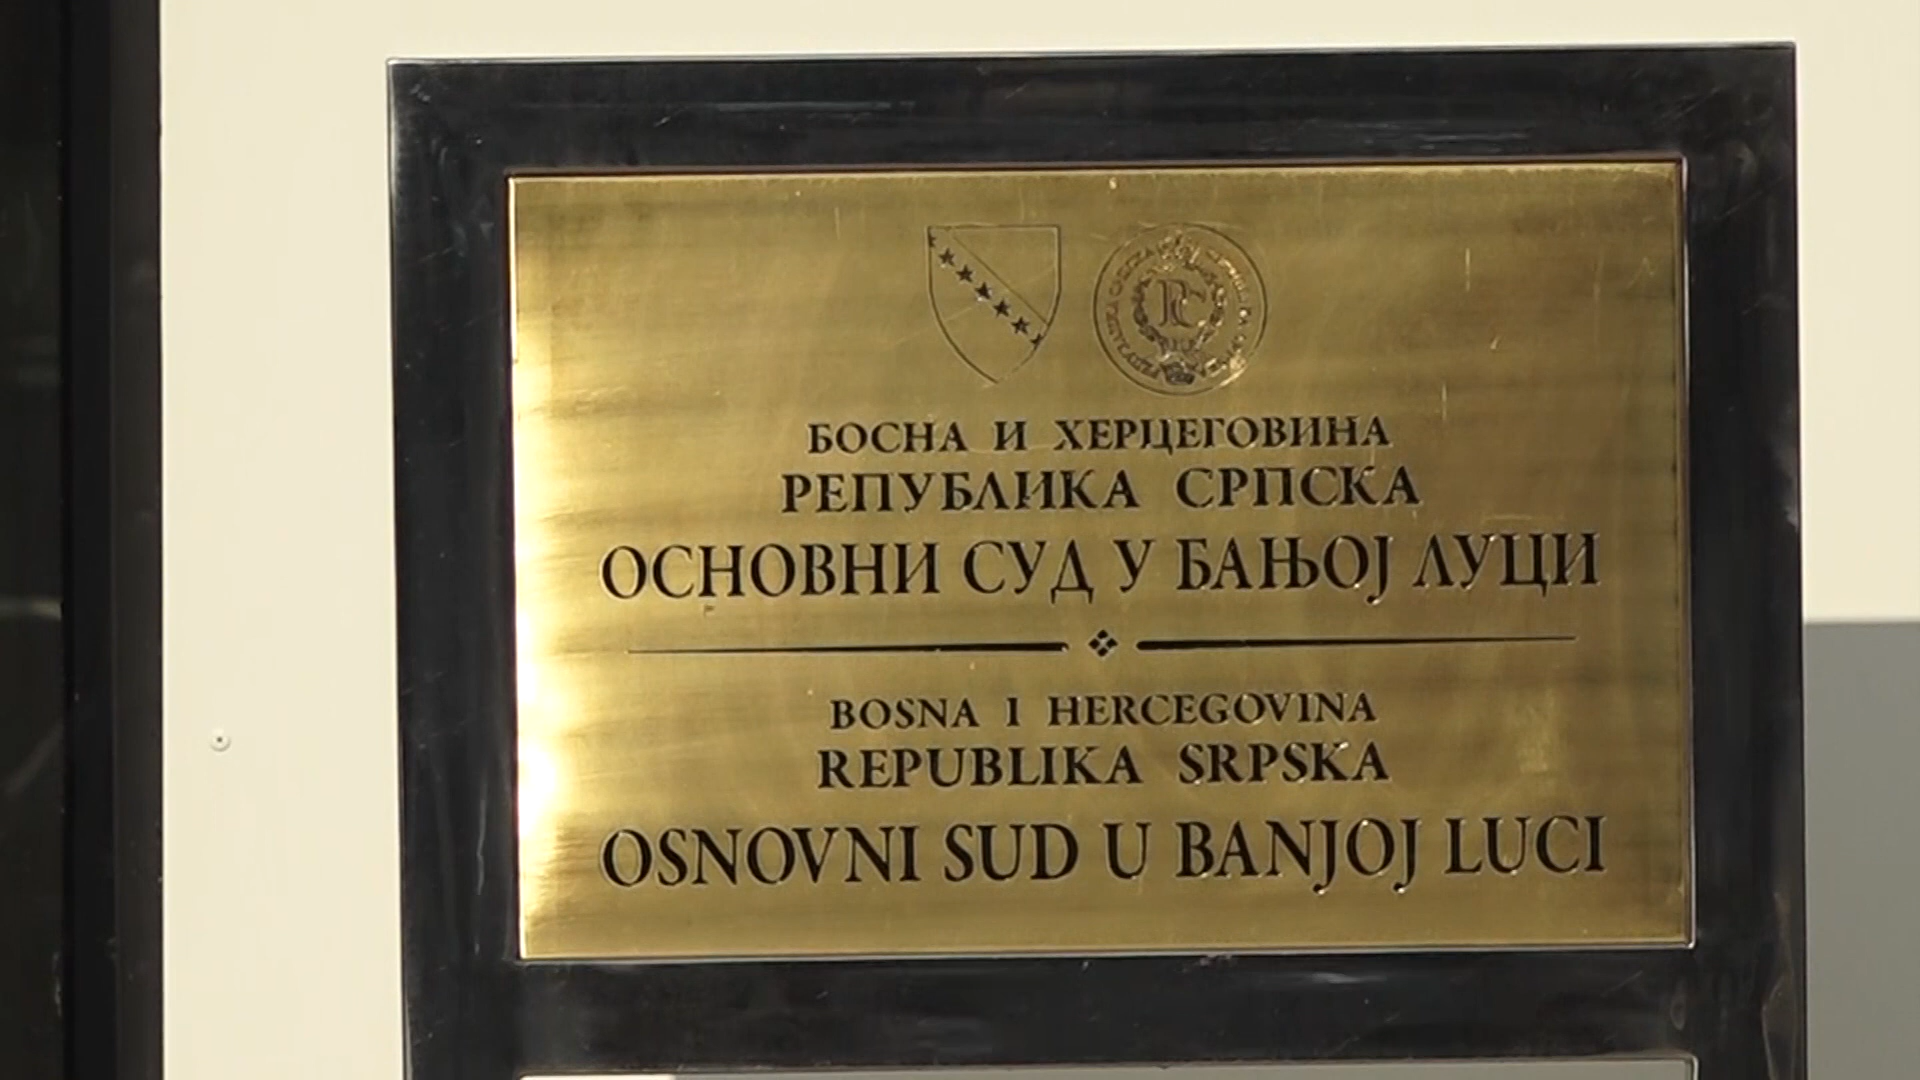 БОСНА И ХЕРЦЕГОВИНА
РЕПУБЛИКА СРПСКА
ОСНОВНИ СУД У БАЊОЈ ЛУЦИ
BOSNA I HERCEGOVINA
REPUBLIKA SRPSKA
OSNOVNI SUD U BANJOJ LUCI